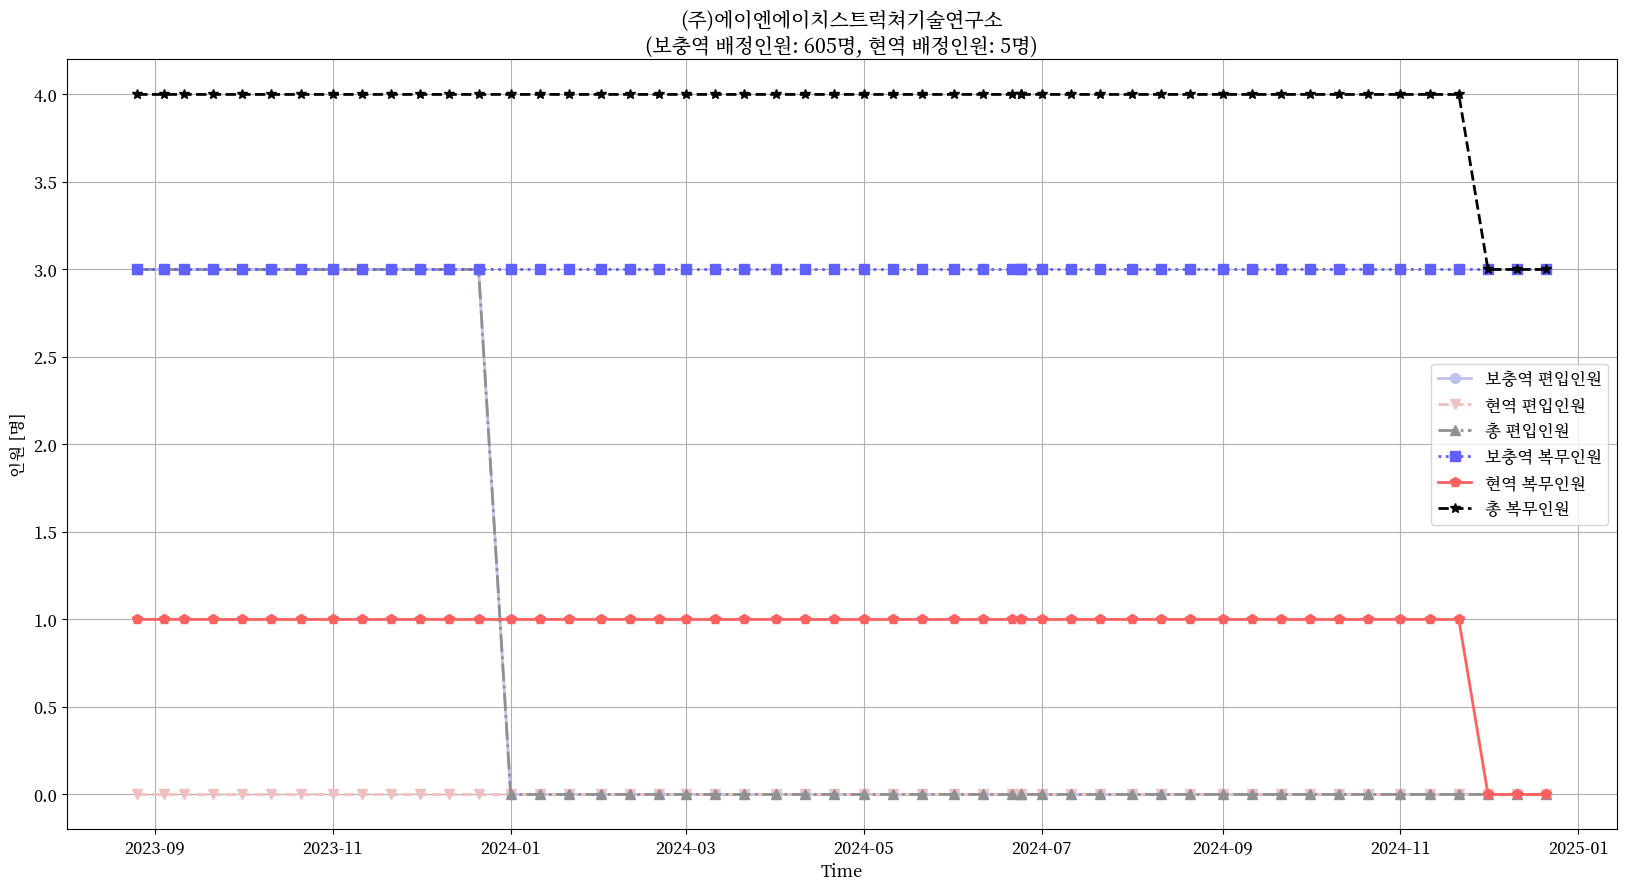 (주)에이엔에이치스트럭쳐기술연구소
(보충역 배정인원: 605명, 현역 배정인원: 5명)
인원 [명]
4.0
3.5
3.0
2.5
2.0
1.5
1.0
0.5
0.0
보충역 편입인원
현역 편입인원
총 편입인원
보충역 복무인원
현역 복무인원
총 복무인원
2023-09 2023-11 2024-01 2024-03 2024-05 2024-07 2024-09 2024-11 2025-01
Time